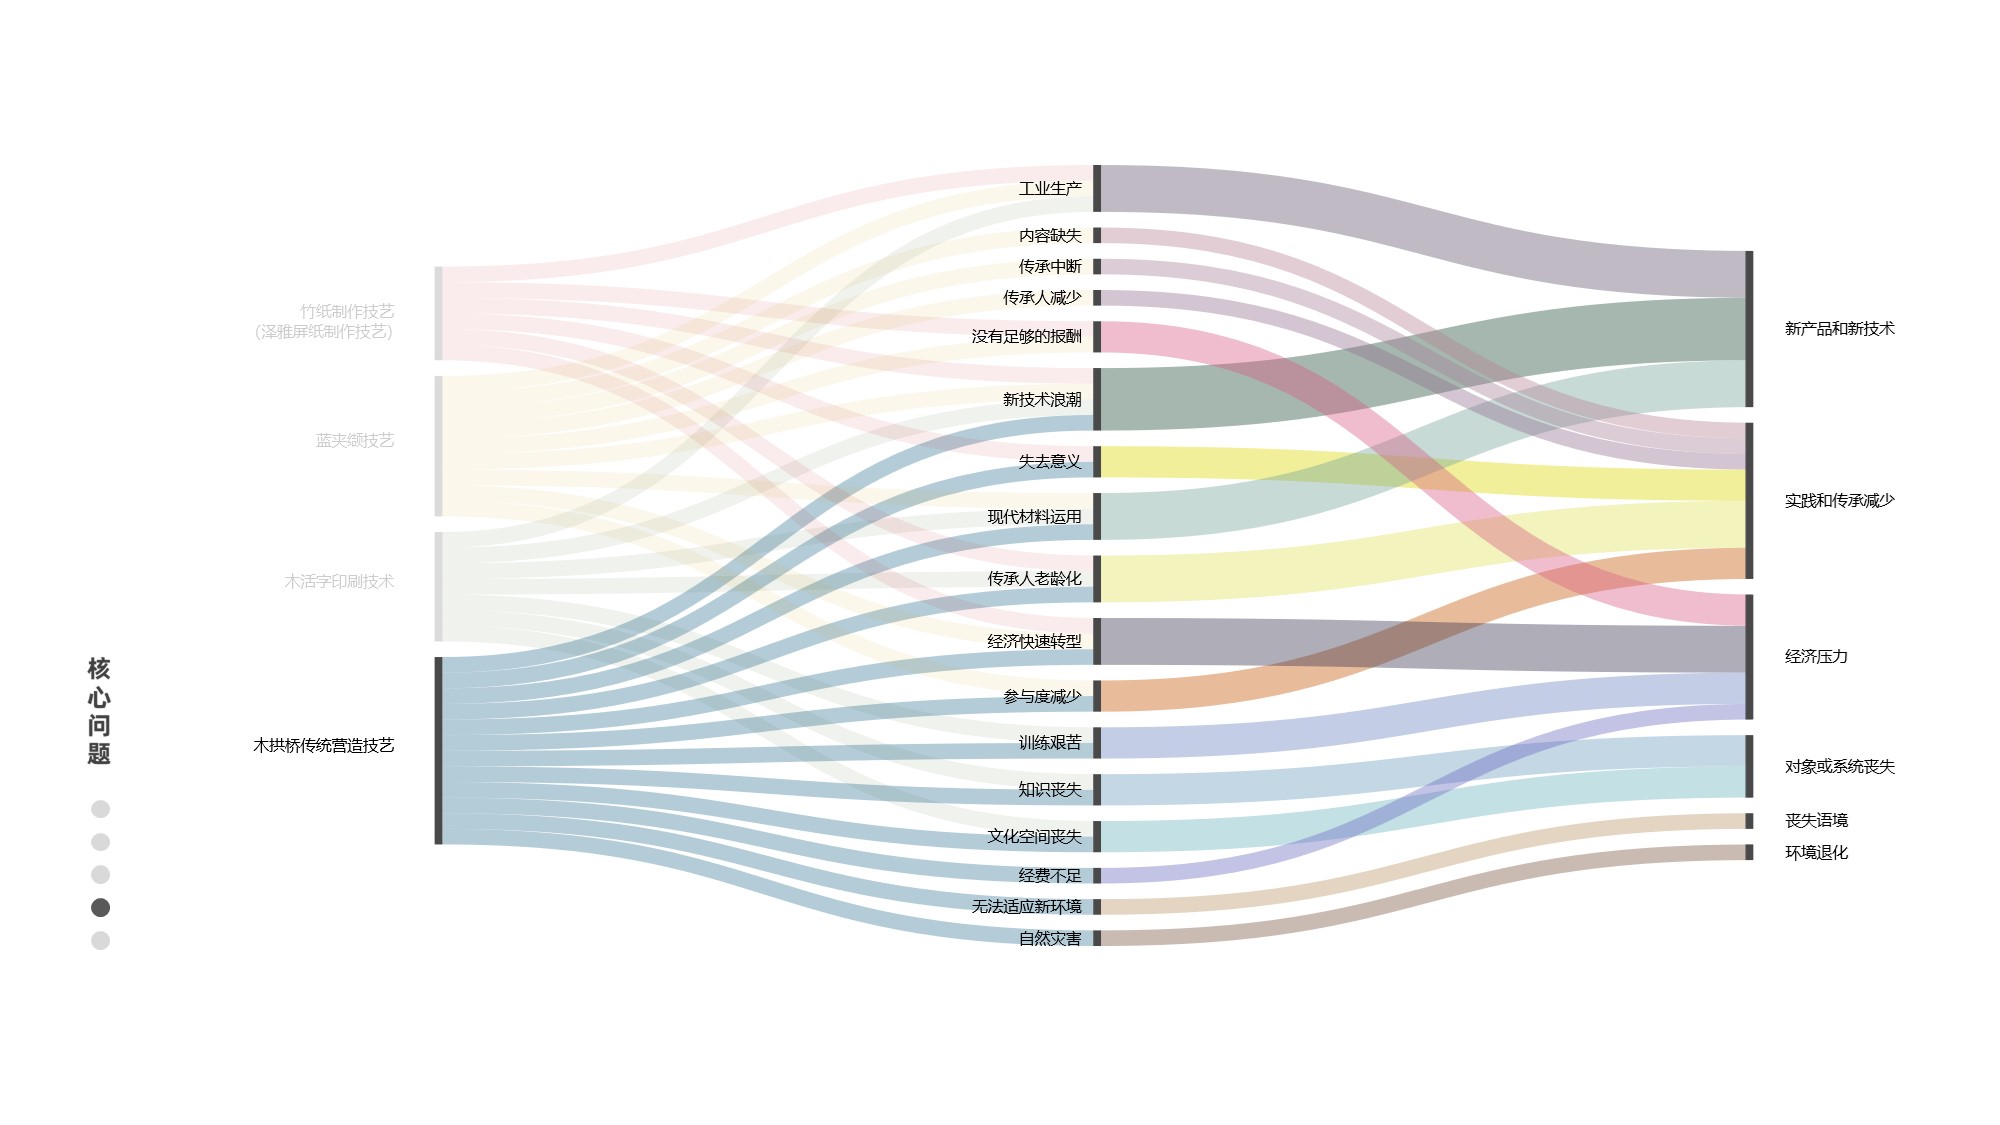 竹纸制作技艺
（泽雅屏纸制作技艺）
蓝夹缬技艺
木活字印刷技术
木拱桥传统营造技艺
核心问题
工业生产
内容缺失
传承中断
传承人减少
没有足够的报酬
新技术浪潮
失去意义
现代材料运用
传承人老龄化
经济快速转型
参与度减少
训练艰苦
知识丧失
文化空间丧失
经费不足
无法适应新环境
自然灾害
新产品和新技术
实践和传承减少
经济压力
对象或系统丧失
丧失语境
环境退化